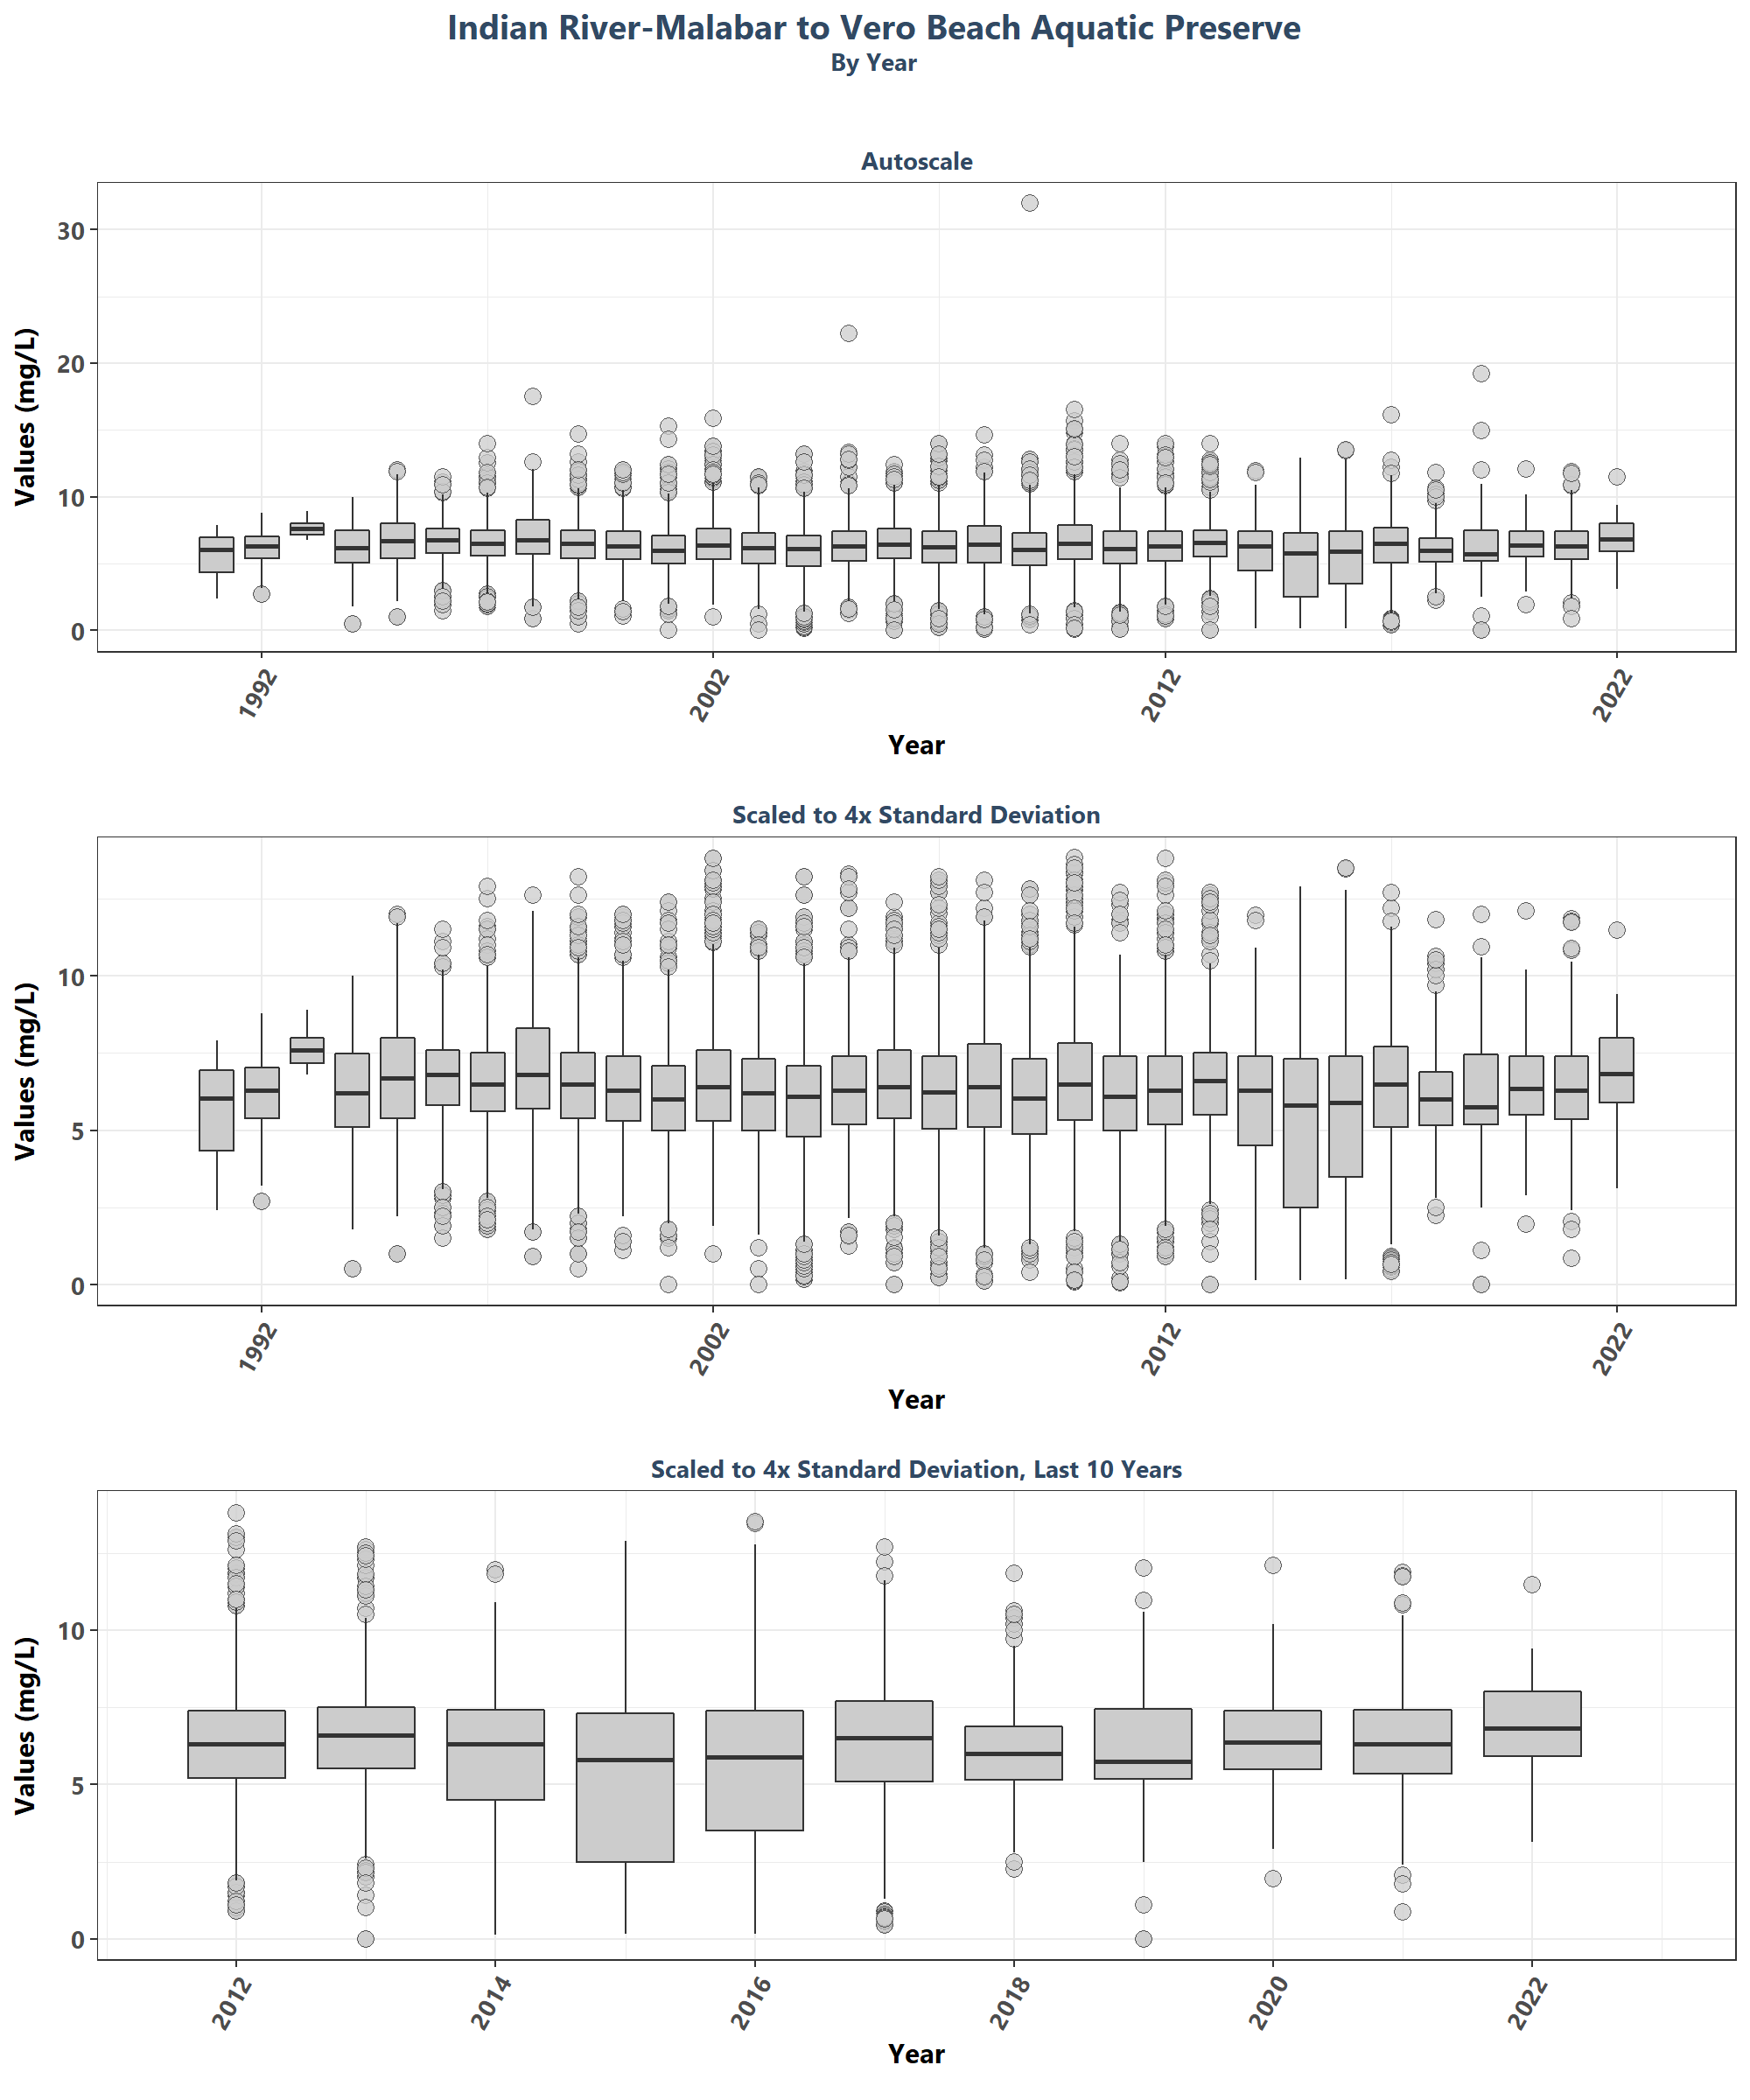 Indian River-Malabar to Vero Beach Aquatic Preserve
By Year
Autoscale
Values (mg/L)
30
20
10
0
1992
2002
2012
2022
Year
Scaled to 4x Standard Deviation
Values (mg/L)
10
5
0
1992
2002
2012
2022
Year
Scaled to 4x Standard Deviation, Last 10 Years
Values (mg/L)
10
5
0
2012
2014
2016
2018
2020
2022
Year